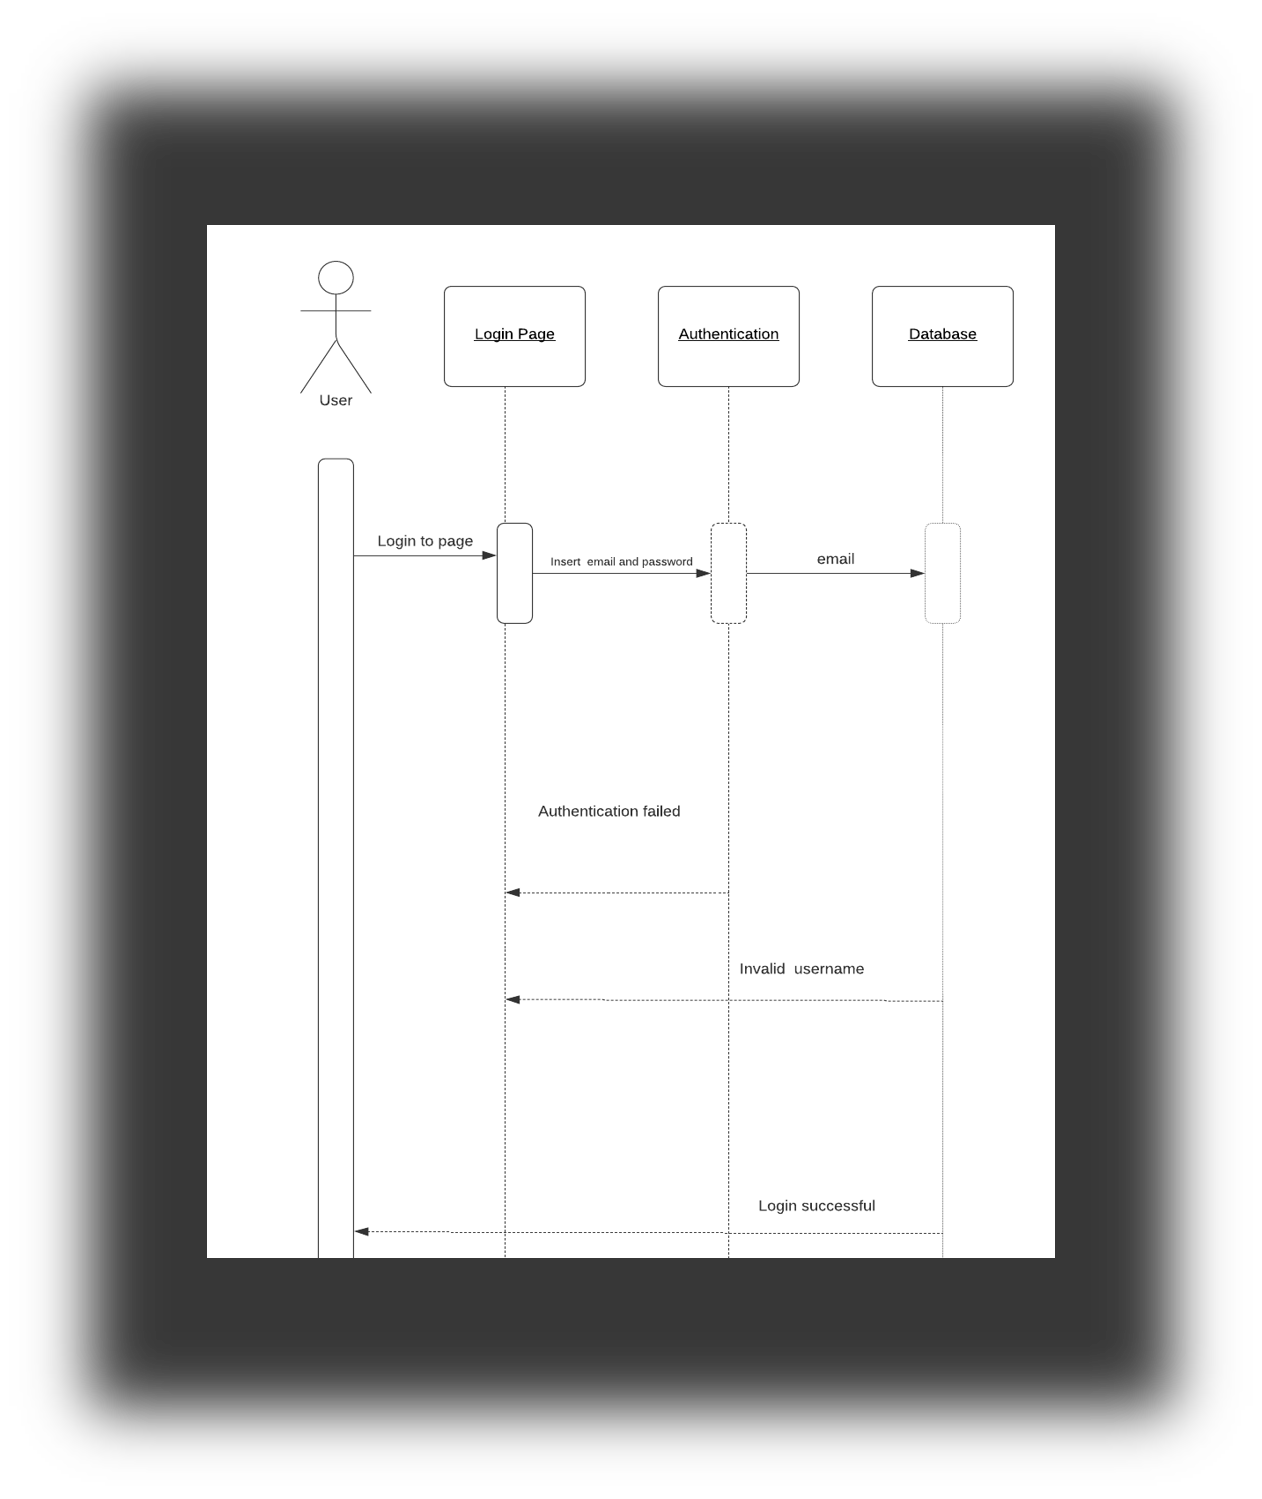 Login Page
Authentication
Database
User
Login to page
Insert  email and password
email
Authentication failed
Invalid  username
Login successful